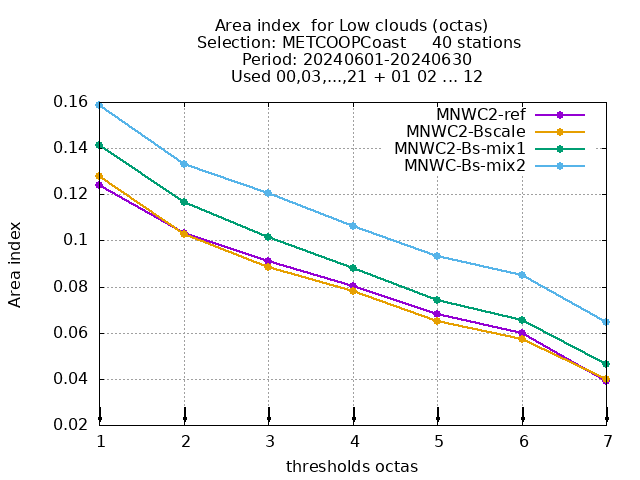 Area index  for Low clouds (octas)
Selection: METCOOPCoast     40 stations
Period: 20240601-20240630
Used 00,03,...,21 + 01 02 ... 12
MNWC2-ref
MNWC2-Bscale
MNWC2-Bs-mix1
MNWC-Bs-mix2
0.16
0.14
0.12
0.1
0.08
0.06
0.04
0.02
Area index
1 2 3 4 5 6 7
thresholds octas